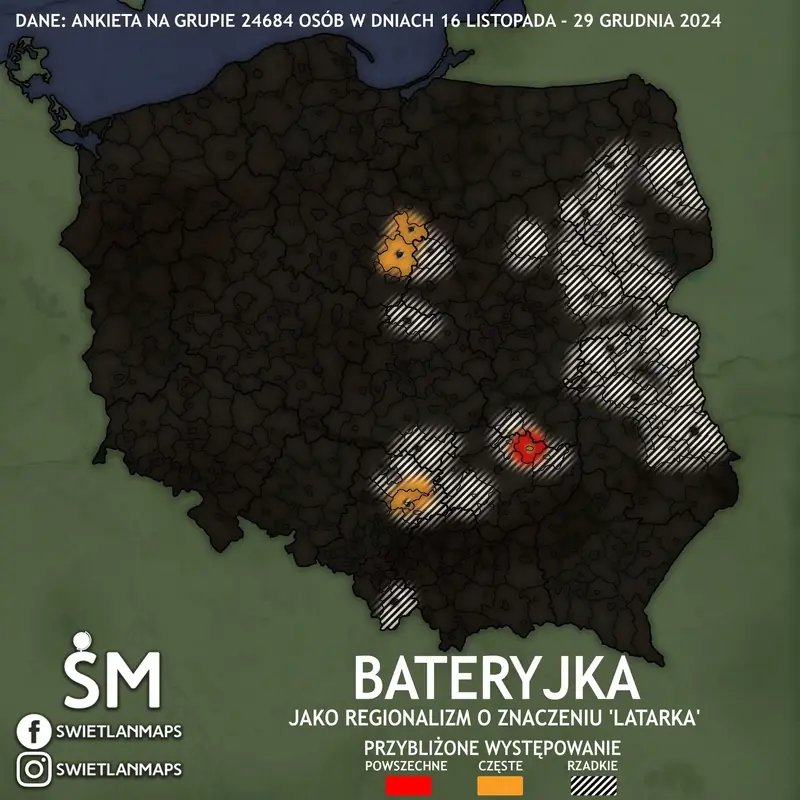 DANE: ANKIETA NA GRUPIE 24684 OSÓB W DNIACH 16 LISTOPADA - 29 GRUDNIA 2024
ŚM
SWIETLANMAPS
SWIETLANMAPS
BATERYJKA
JAKO REGIONALIZM O ZNACZENIU 'LATARKA'
PRZYBLIŻONE WYSTĘPOWANIE
POWSZECHNE CZĘSTE RZADKIE